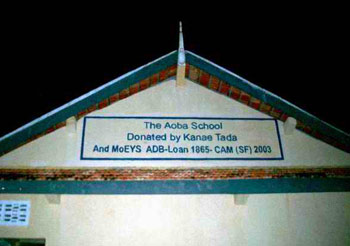 The Aoba School
Donated by Kanae Tada
And MoEYS ADB-Loan 1865- CAM (SF) 2003